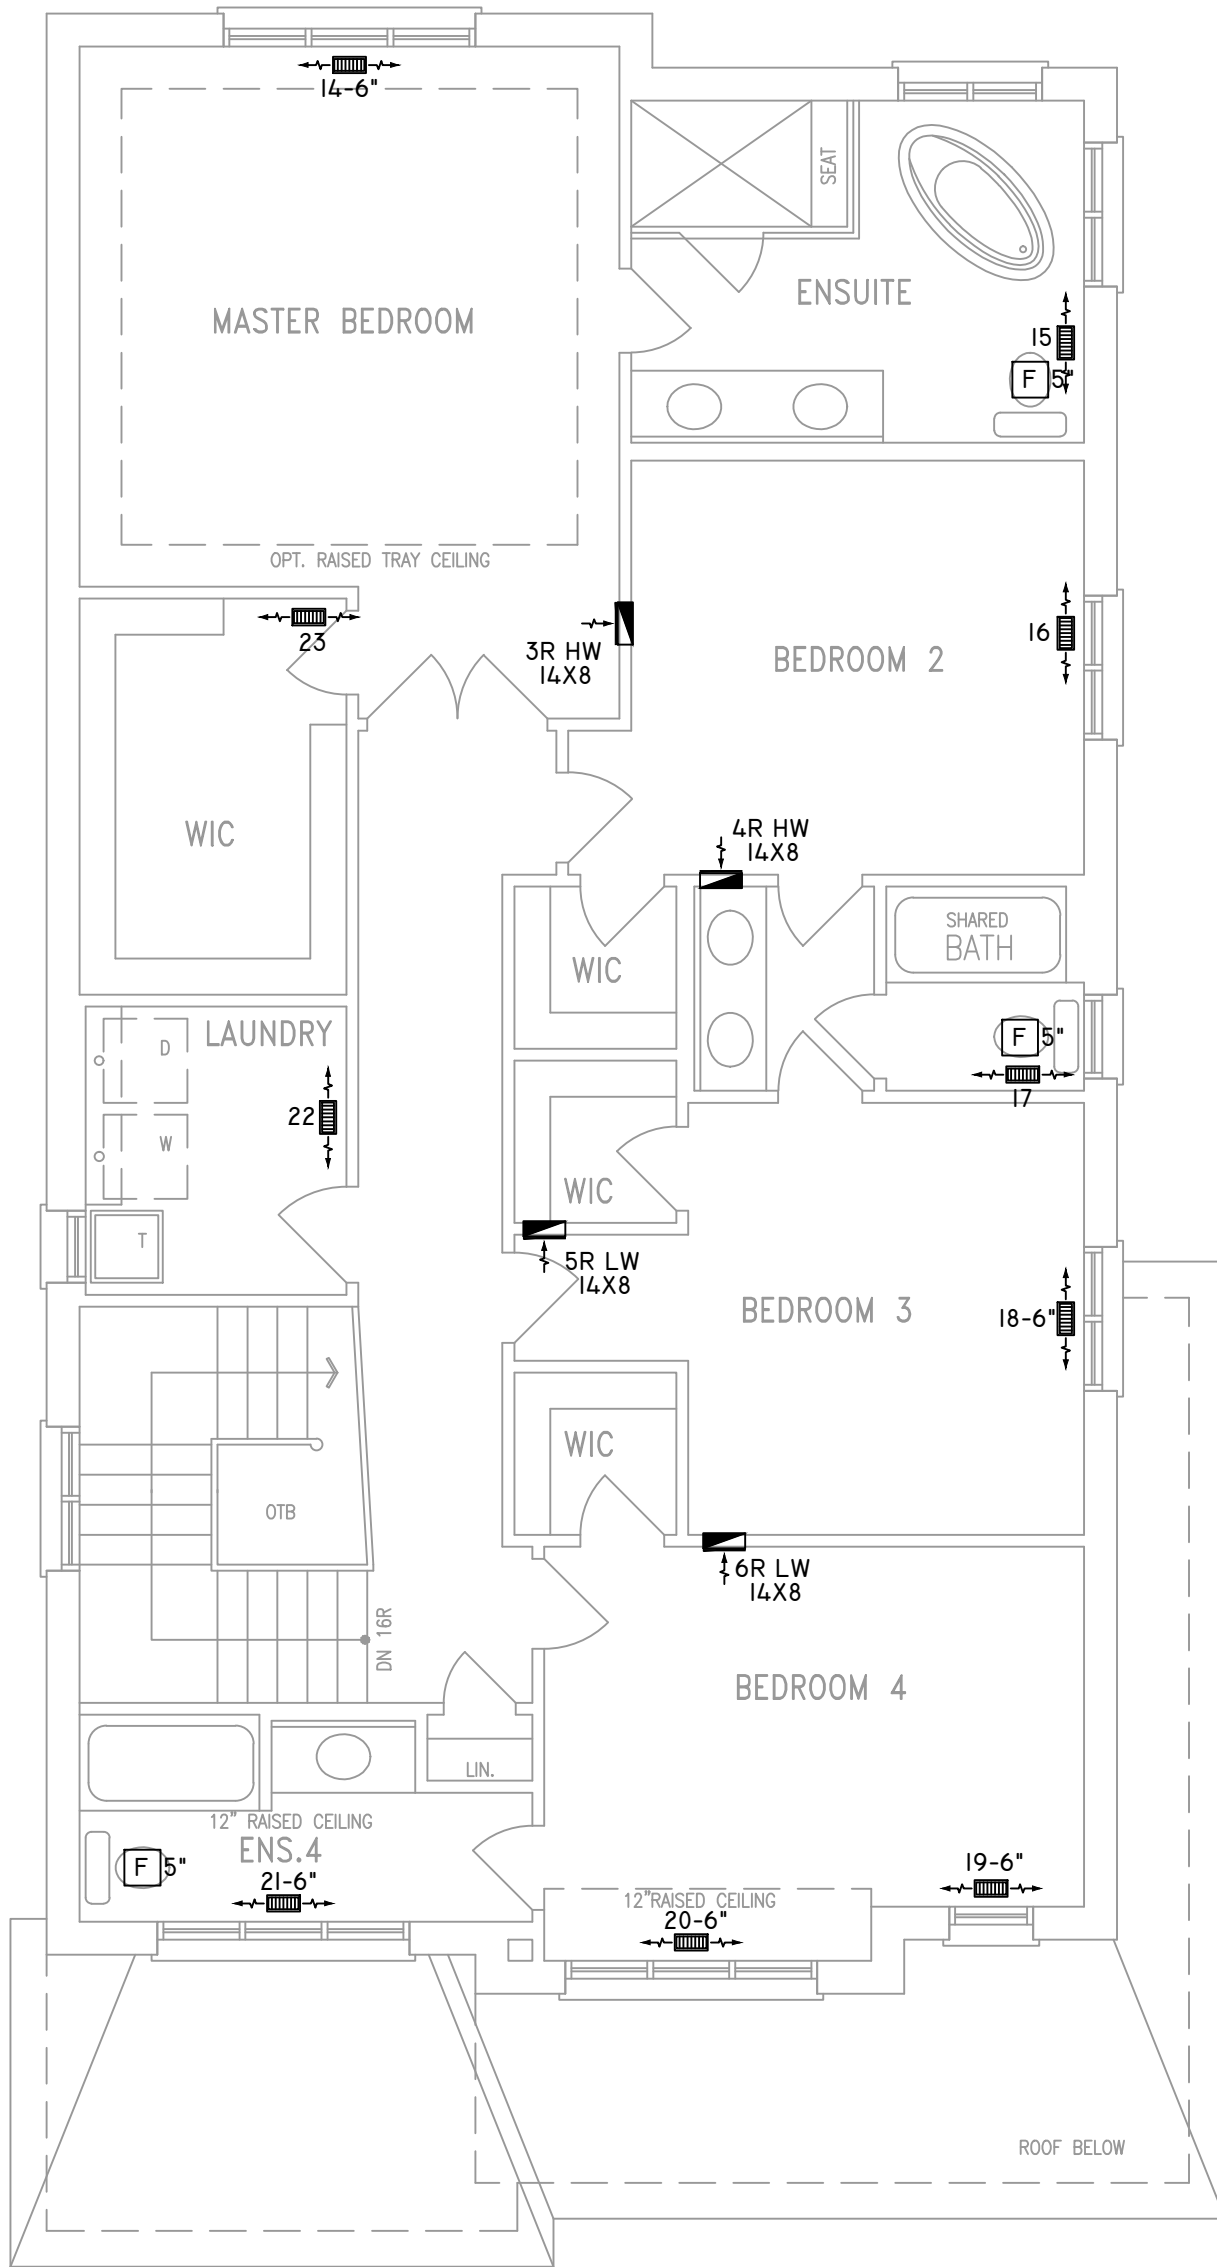 14-6"
SEAT
ENSUITE
MASTER BEDROOM
15
F 5"
OPT. RAISED TRAY CEILING
23
3R HW
14X8
16
BEDROOM 2
WIC
4R HW
14X8
SHARED
BATH
WIC
LAUNDRY
D
F 5"
17
22
W
WIC
T
5R LW
14X8
BEDROOM 3
18-6"
WIC
OTB
6R LW
14X8
DN 16R
BEDROOM 4
LIN.
12" RAISED CEILING
ENS.4
F 5"
21-6"
19-6"
12"RAISED CEILING
20-6"
ROOF BELOW